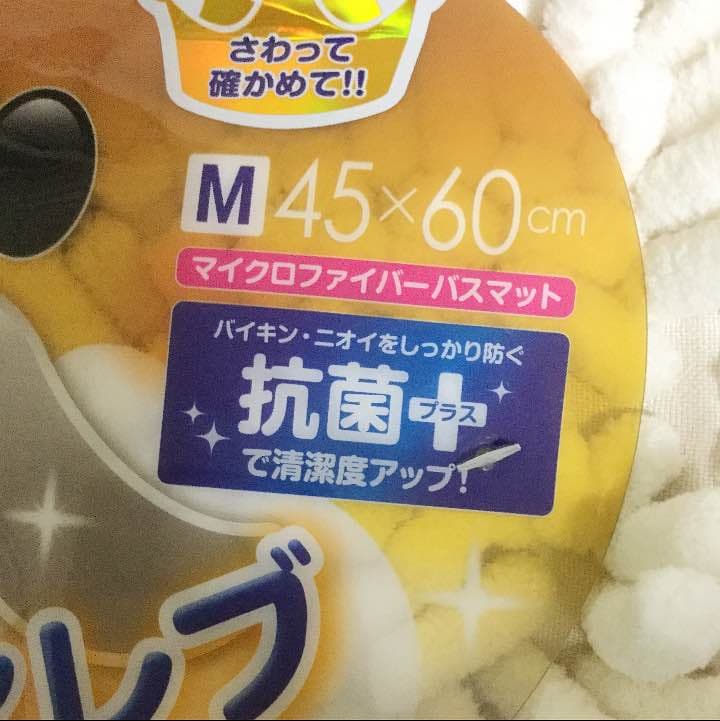 さわって
確かめて!!
M 45×60cm
マイクロファイバーバスマット
バイキン・ニオイをしっかり防ぐ
抗菌+プラス
で清潔度アップ!
レブ